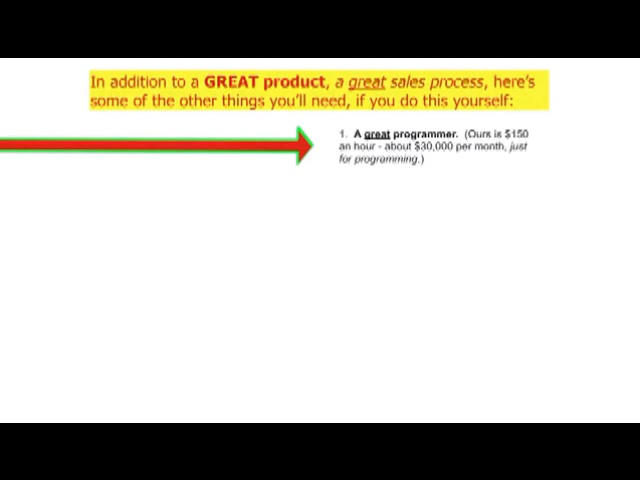 In addition to a GREAT product, a great sales process, here's
some of the other things you'll need, if you do this yourself:
1. A great programmer. (Ours is $150
an hour - about $30,000 per month, just
for programming.)